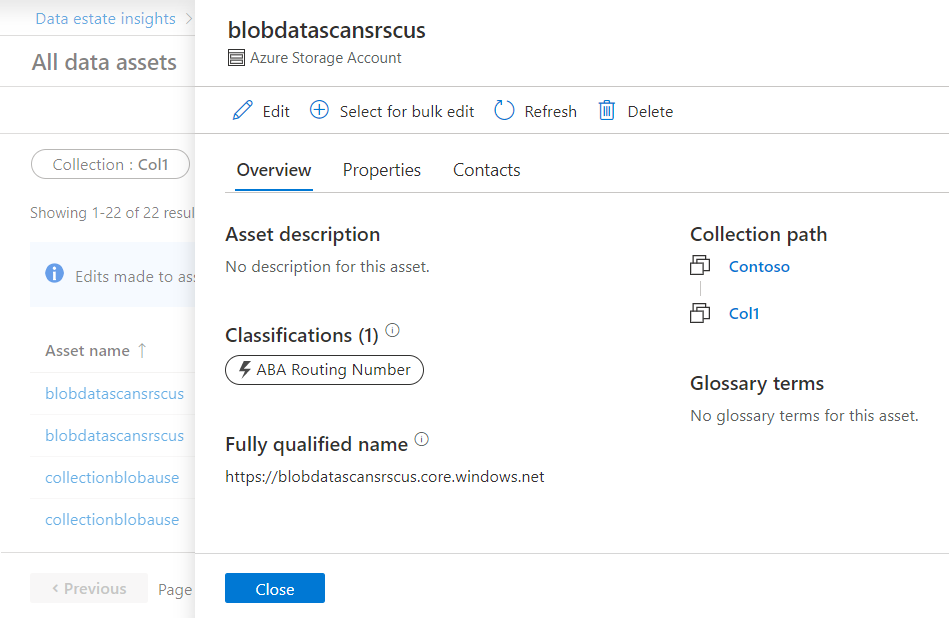 Data estate insights
All data assets
Collection : Col1
Showing 1-22 of 22
Edits made to
Asset name ↑
blobdatascansrscus
blobdatascansrscus
collectionblobause
collectionblobause
Previous Page
blobdatascansrscus
Azure Storage Account
Edit Select for bulk edit Refresh Delete
Overview Properties Contacts
Asset description
No description for this asset.
Classifications (1)
ABA Routing Number
Fully qualified name
https://blobdatascansrscus.core.windows.net
Collection path
Contoso
Col1
Glossary terms
No glossary terms for this asset.
Close